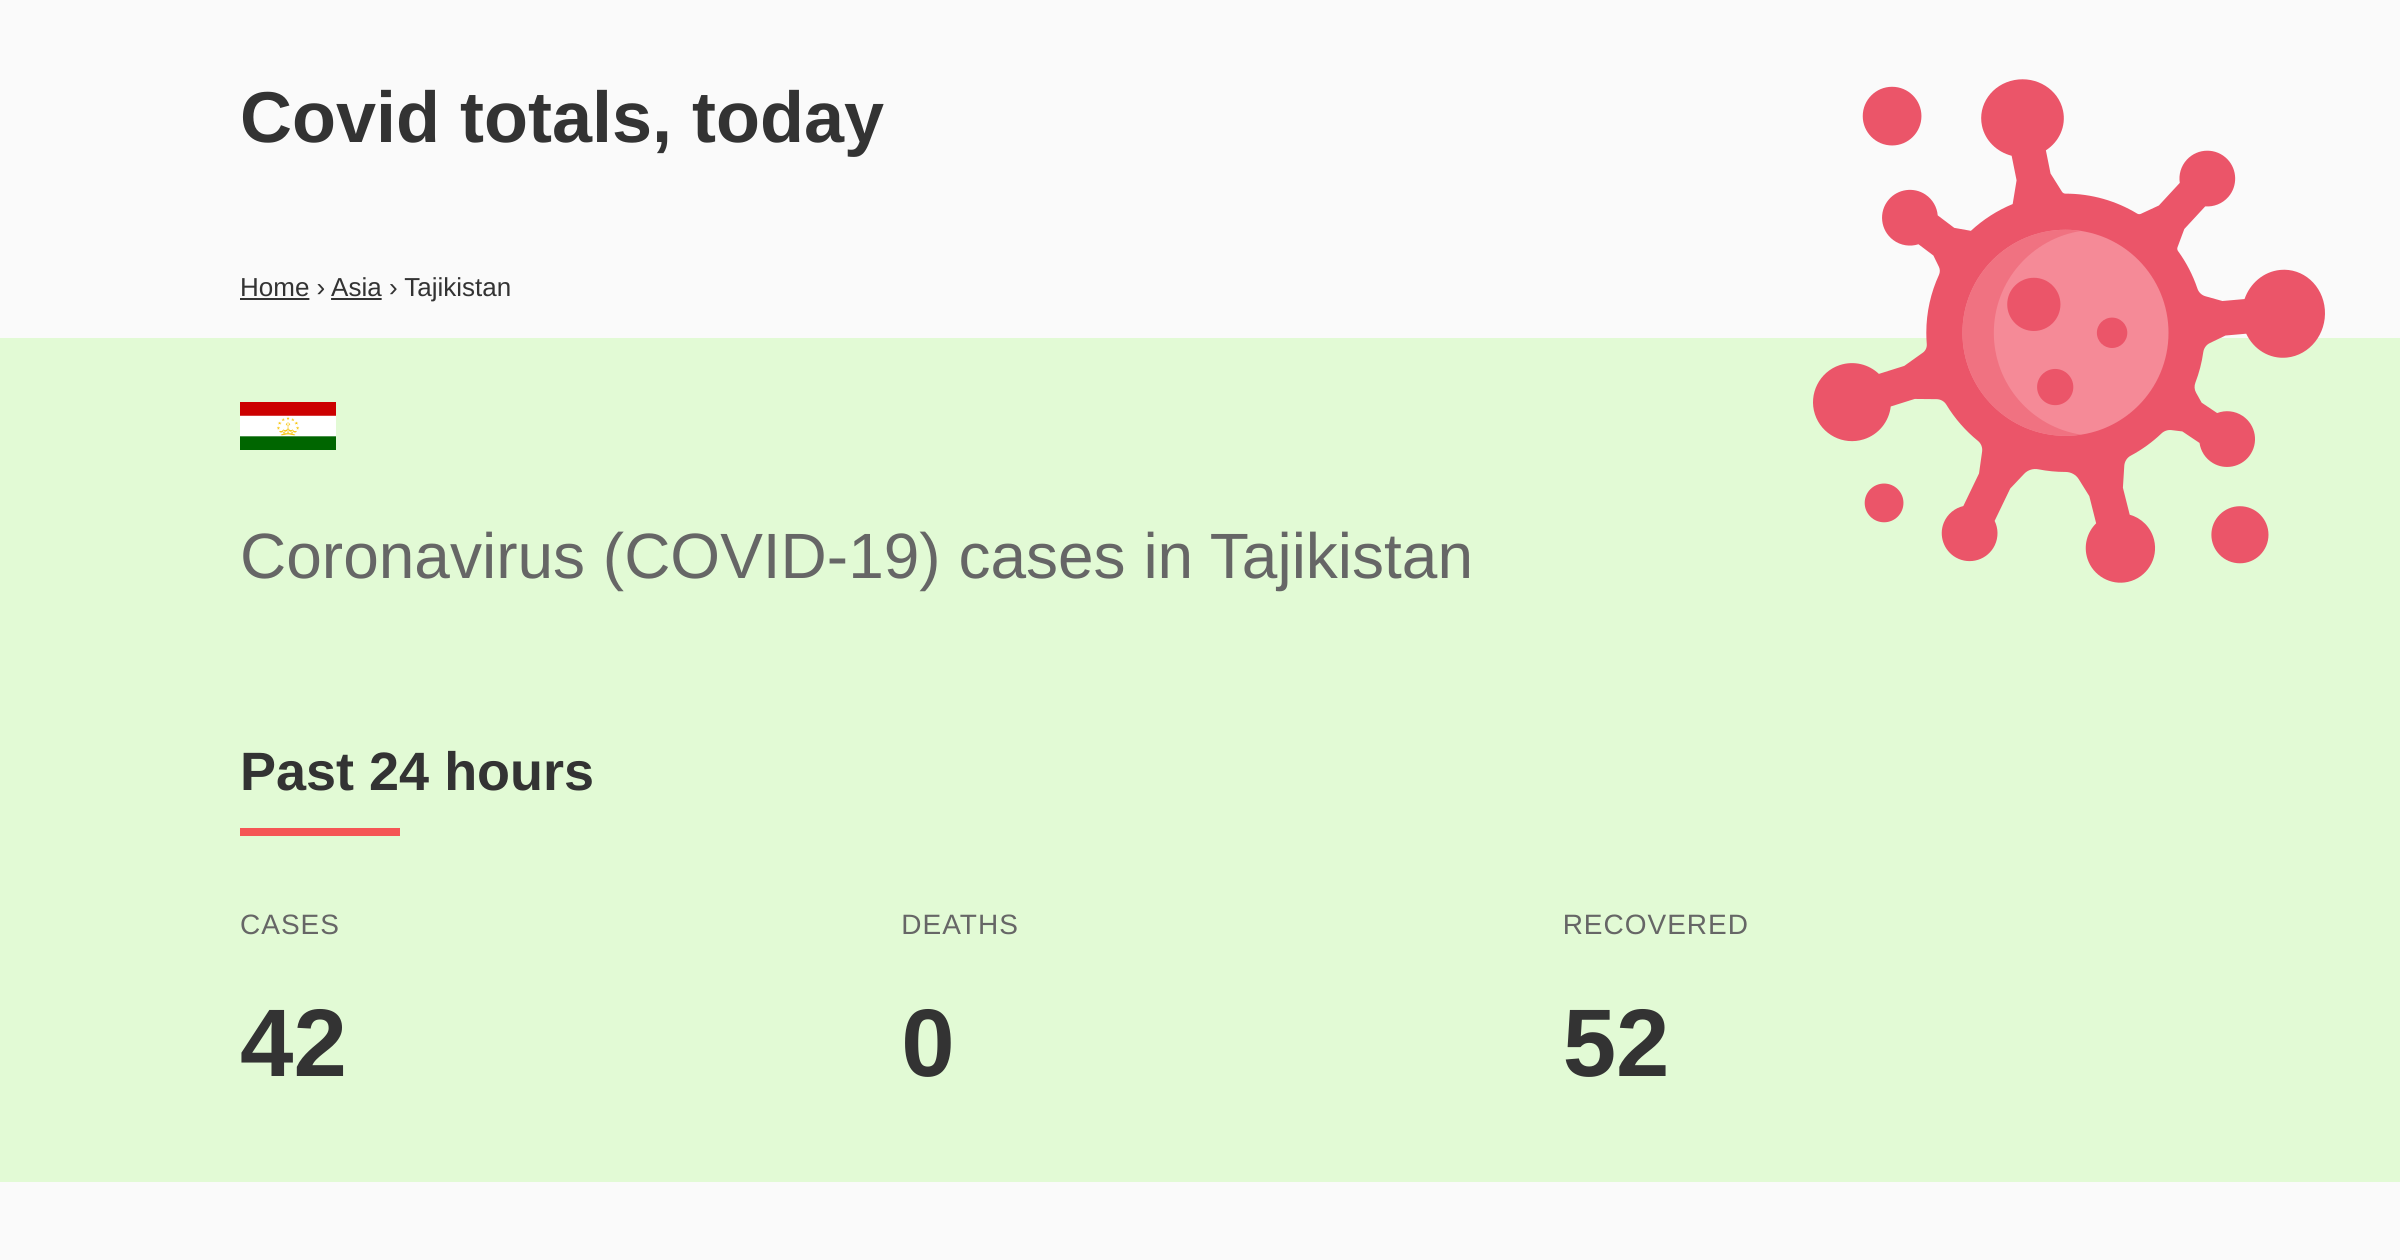 Covid totals, today
Home › Asia › Tajikistan
Coronavirus (COVID-19) cases in Tajikistan
Past 24 hours
CASES
DEATHS
RECOVERED
42
0
52